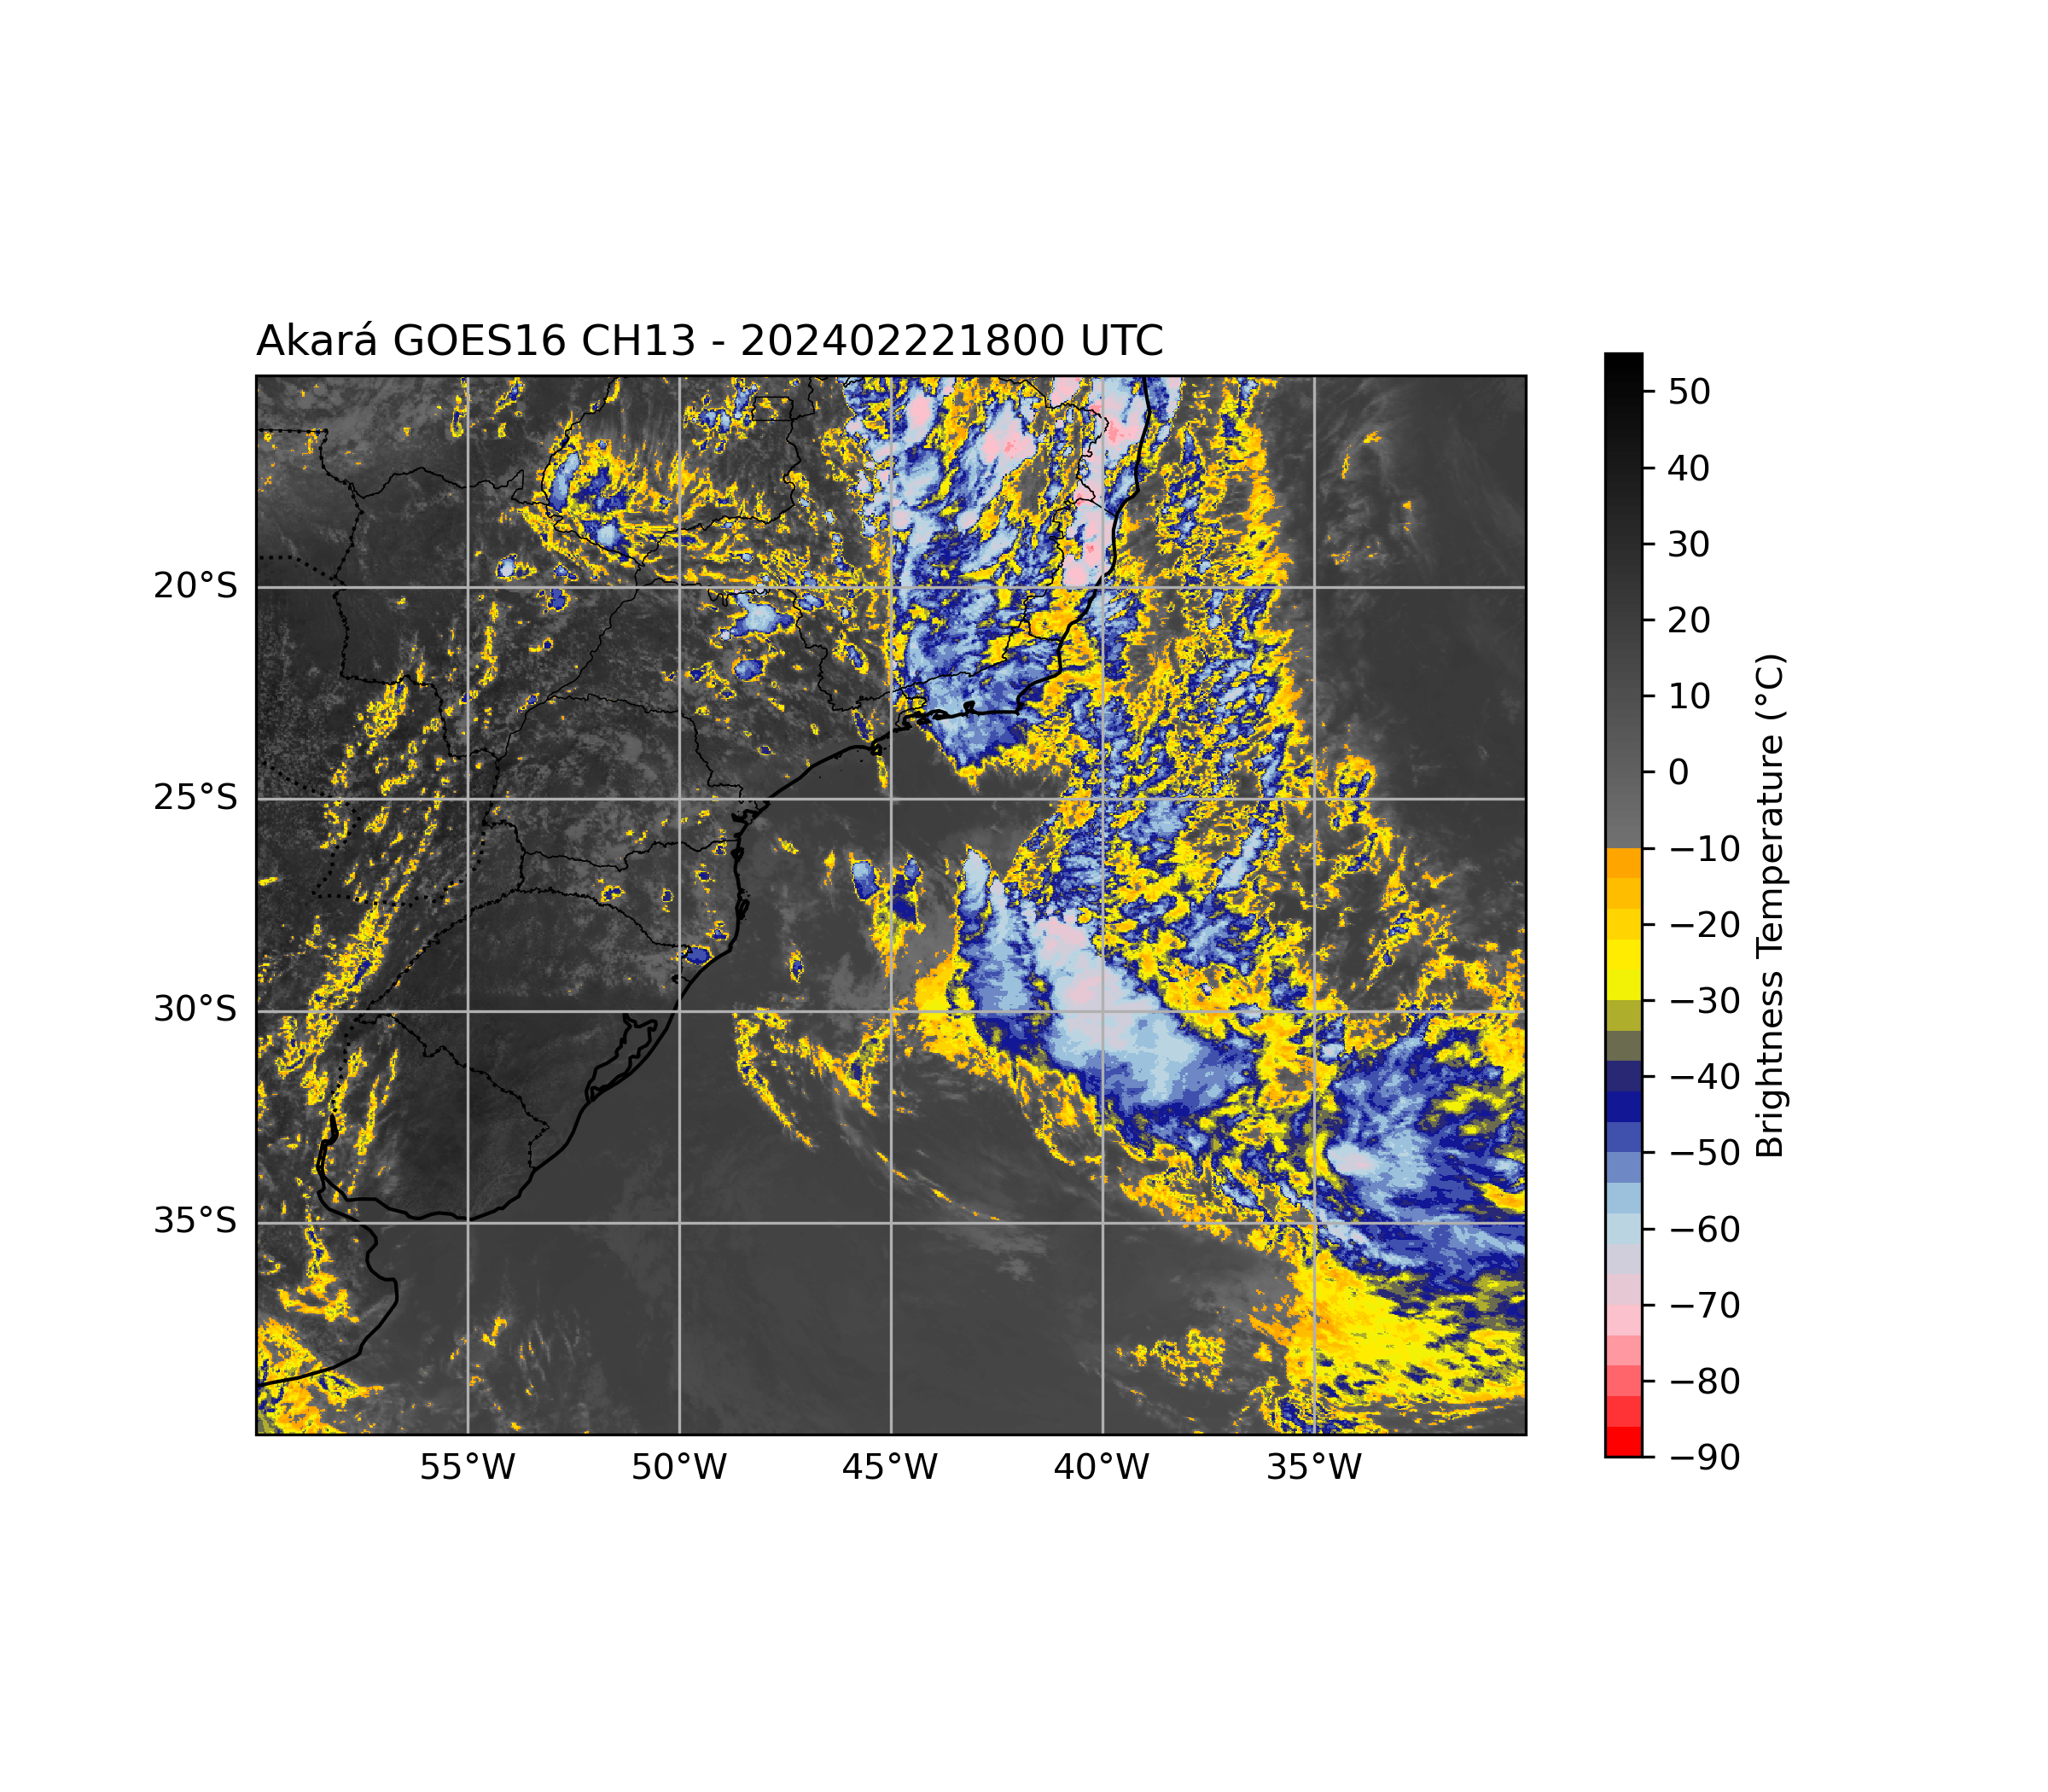 Akará GOES16 CH13 - 202402221800 UTC
20°S
25°S
30°S
35°S
55°W
50°W
45°W
40°W
35°W
50
40
30
20
10
0
−10
−20
−30
−40
−50
−60
−70
−80
−90
Brightness Temperature (°C)